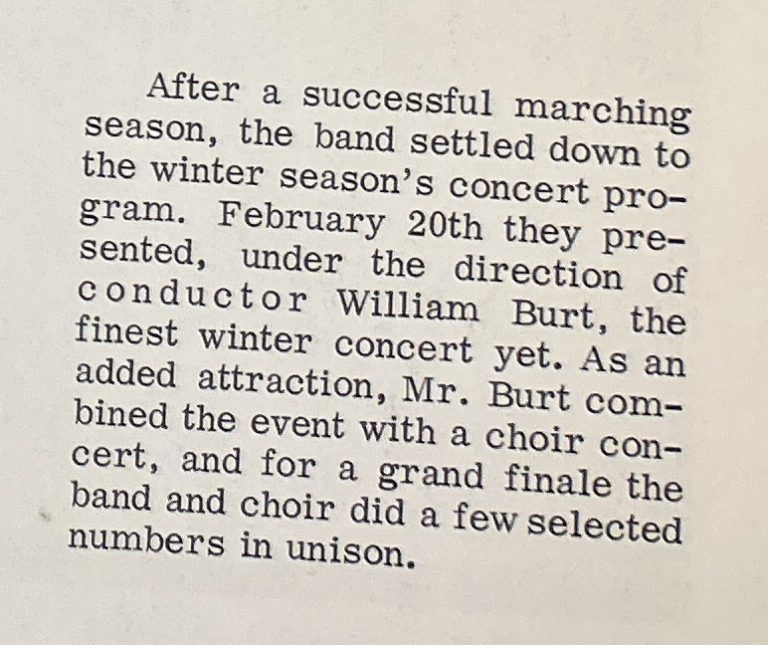 After a successful marching
season, the band settled down to
the winter season's concert pro-
gram. February 20th they pre-
sented, under the direction of
conductor William Burt, the
finest winter concert yet. As an
added attraction, Mr. Burt com-
bined the event with a choir con-
cert, and for a grand finale the
band and choir did a few selected
numbers in unison.